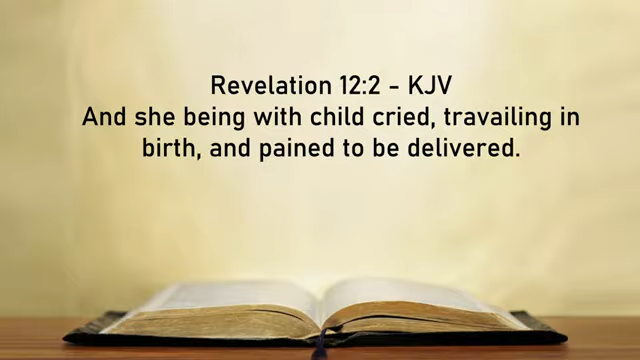 Revelation 12:2 - KJV
And she being with child cried, travailing in
birth, and pained to be delivered.